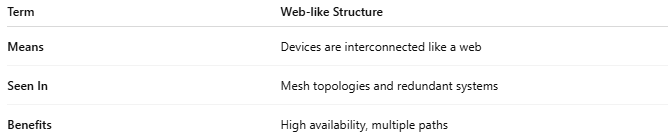 Term Web-like Structure
Means Devices are interconnected like a web
Seen In Mesh topologies and redundant systems
Benefits High availability, multiple paths